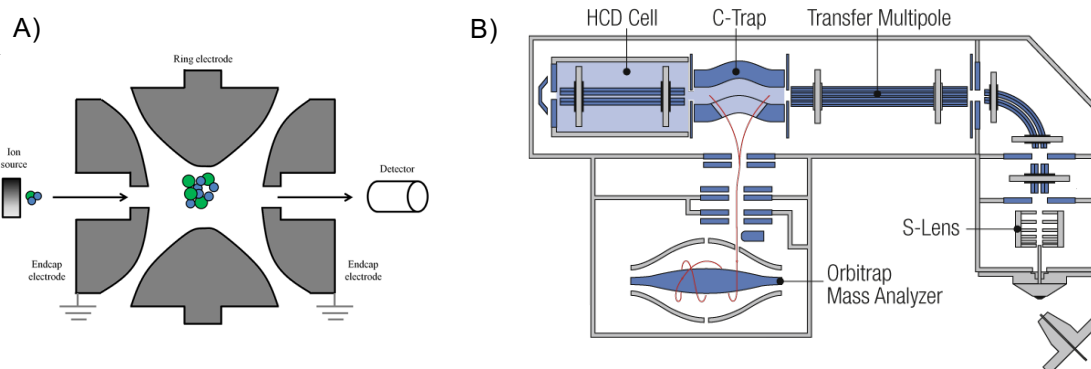 A)
Ring electrode
Ion
source
Detector
Endcap
electrode
Endcap
electrode
B)
HCD Cell
C-Trap
Transfer Multipole
S-Lens
Orbitrap
Mass Analyzer